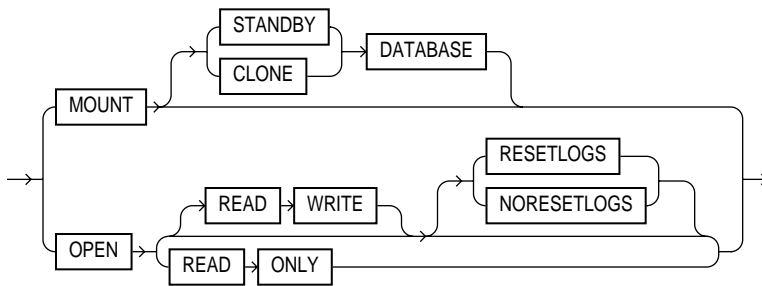 STANDBY
CLONE
DATABASE
MOUNT
RESETLOGS
NORESETLOGS
READ WRITE
OPEN
READ ONLY